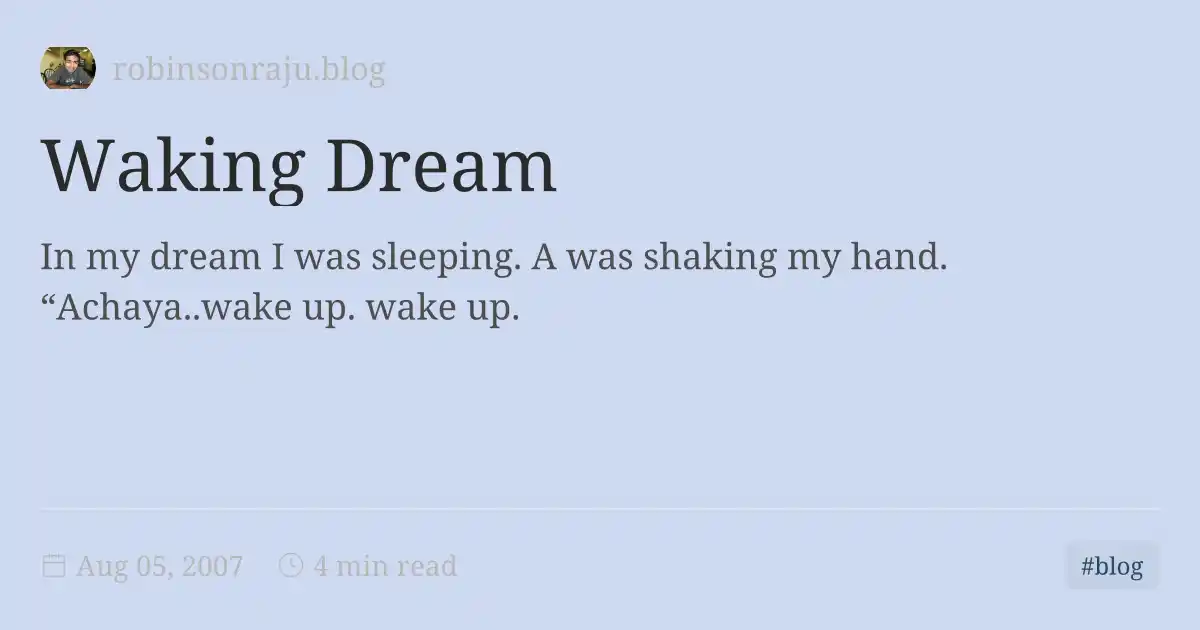 robinsonraju.blog
Waking Dream
In my dream I was sleeping. A was shaking my hand.
“Achaya..wake up. wake up.
Aug 05, 2007 4 min read #blog